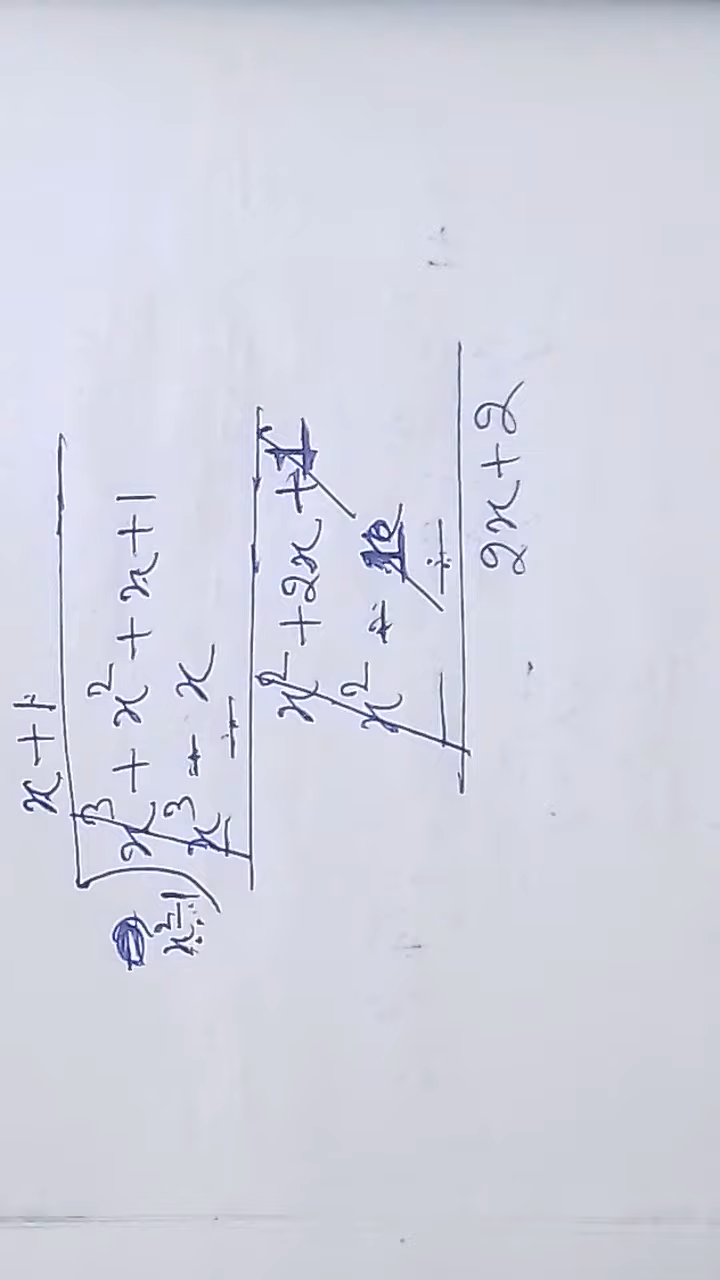 x + 1
x² - 1 ) x³ + x² + x + 1
x³ - x
- +
x² + 2x + 1
x² - 1
- +
2x + 2